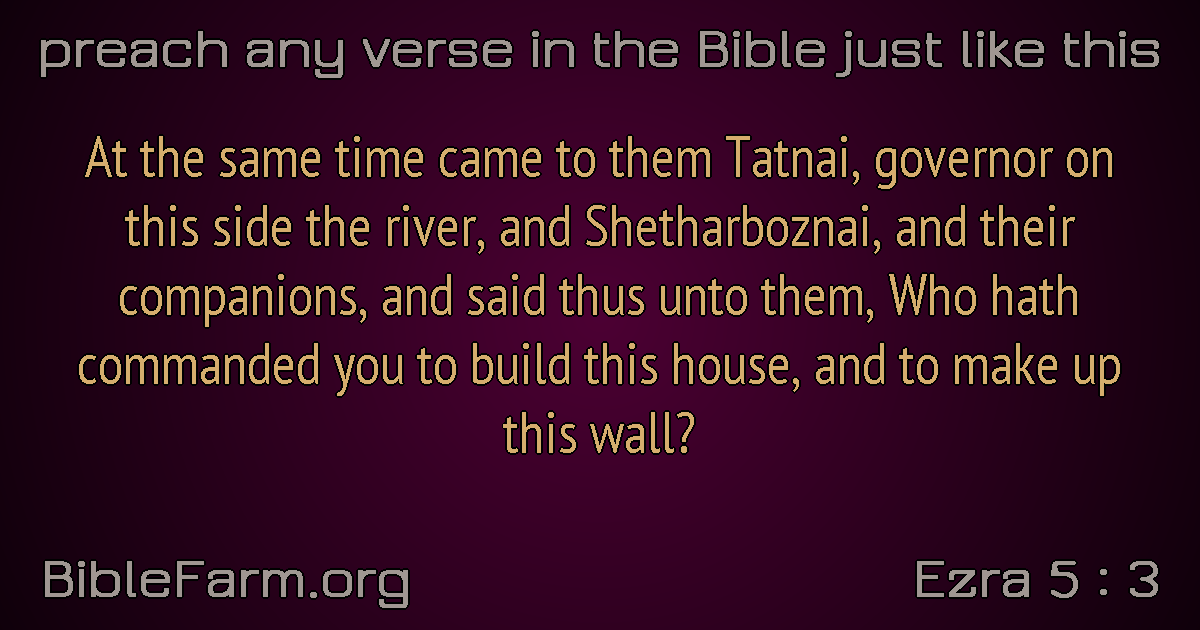 preach any verse in the Bible just like this
At the same time came to them Tatnai, governor on
this side the river, and Shetharboznai, and their
companions, and said thus unto them, Who hath
commanded you to build this house, and to make up
this wall?
BibleFarm.org
Ezra 5 : 3